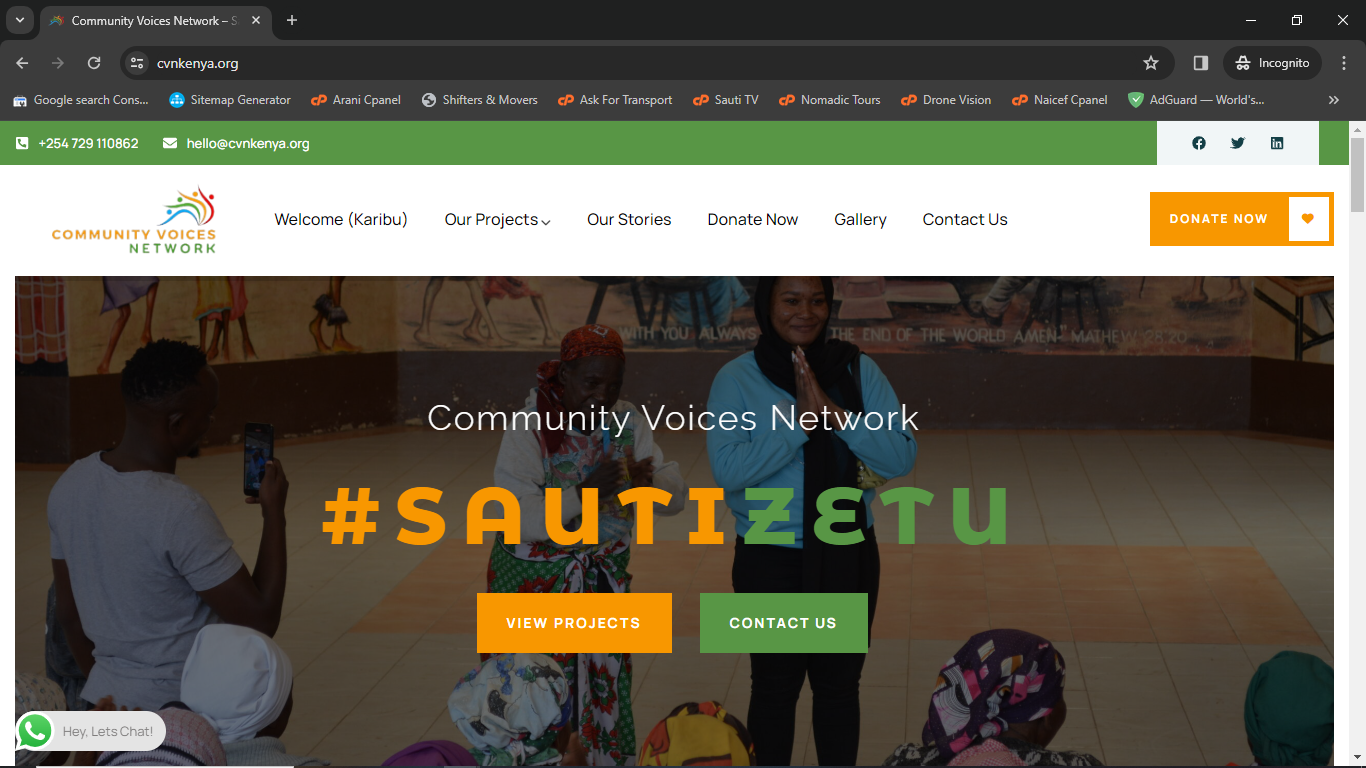 Community Voices Network – S
cvnkenya.org
Incognito
Google search Cons...
Sitemap Generator
Arani Cpanel
Shifters & Movers
Ask For Transport
Sauti TV
Nomadic Tours
Drone Vision
Naicef Cpanel
AdGuard — World's...
+254 729 110862
hello@cvnkenya.org
COMMUNITY VOICES
NETWORK
Welcome (Karibu)
Our Projects
Our Stories
Donate Now
Gallery
Contact Us
DONATE NOW
WITH YOU ALWAYS THE END OF THE WORLD AMEN" MATHEW 28:20
Community Voices Network
#SAUTIZETU
VIEW PROJECTS
CONTACT US
Hey, Lets Chat!